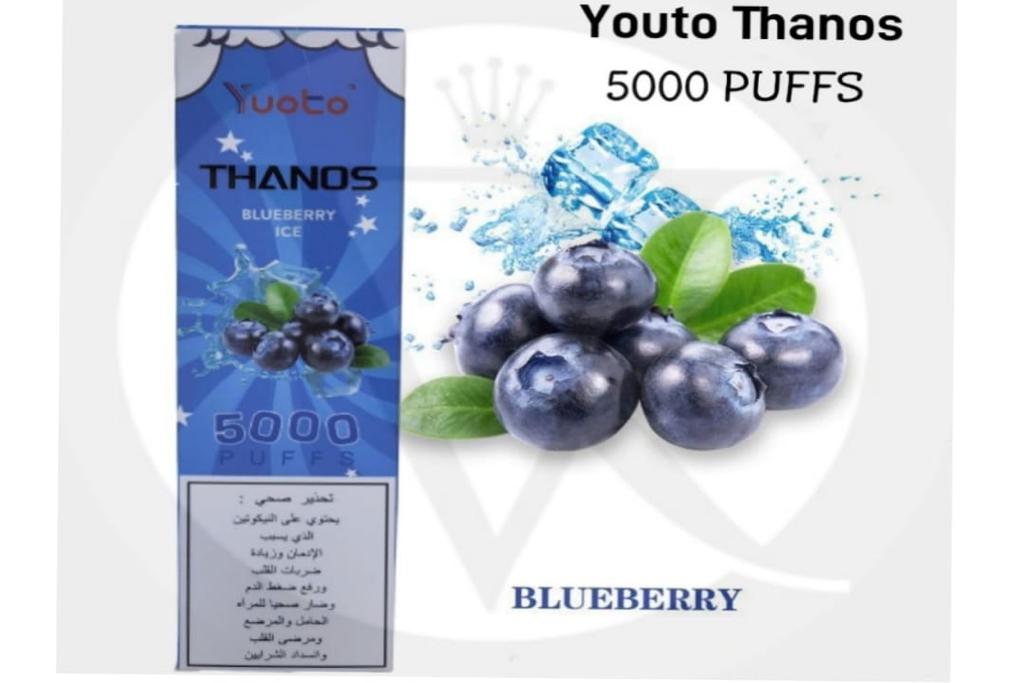 Youto Thanos
5000 PUFFS
Yuoto
THANOS
BLUEBERRY
ICE
5000
PUFFS
تحذير صحي :
يحتوي على النيكوتين
الذي يسبب
الإدمان وزيادة
ضربات القلب
ورفع ضغط الدم
وضار صحيا للمراه
الحامل والمرضع
ومرضى القلب
وانسداد الشرايين
BLUEBERRY